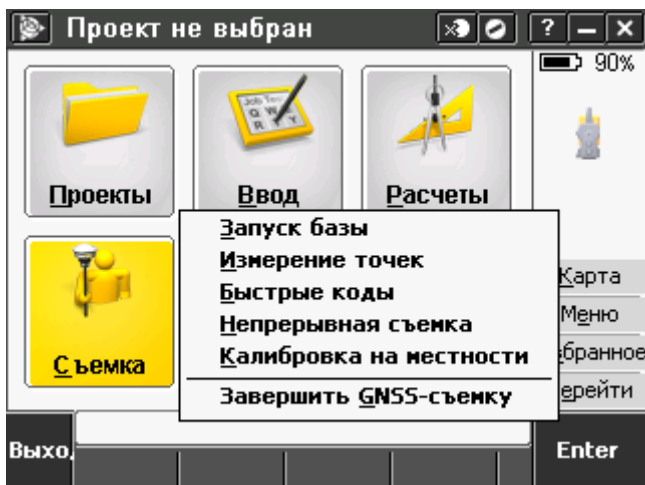 Проект не выбран
?
90%
Проекты
Ввод
Расчеты
Запуск базы
Измерение точек
Быстрые коды
Непрерывная съемка
Калибровка на местности
Завершить GNSS-съемку
Съемка
Карта
Меню
бранное
ерейти
Выхо
Enter